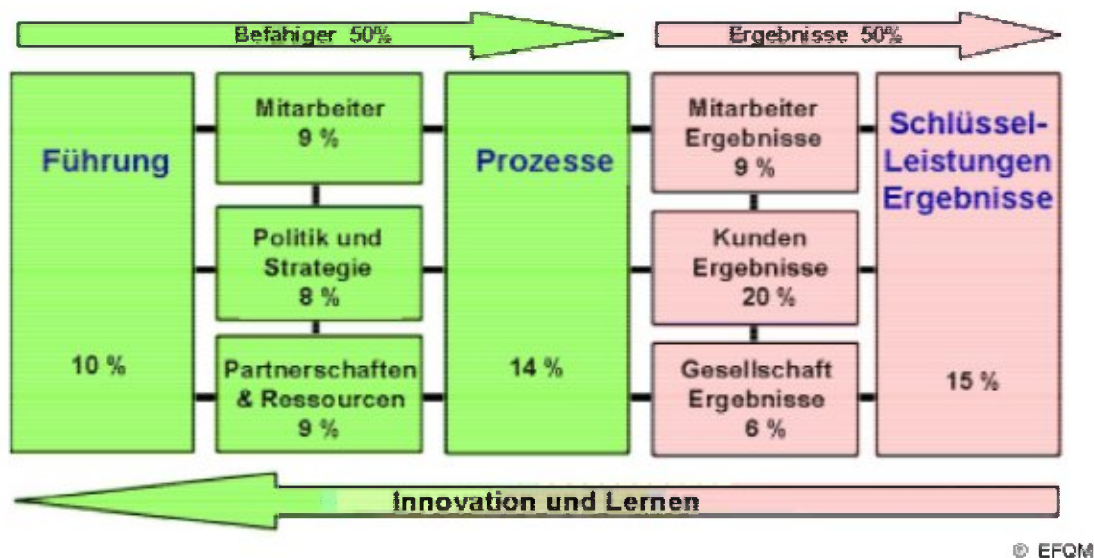 Befähiger 50%
Ergebnisse 50%
Führung
10 %
Mitarbeiter
9 %
Politik und
Strategie
8 %
Partnerschaften
& Ressourcen
9 %
Prozesse
14 %
Mitarbeiter
Ergebnisse
9 %
Kunden
Ergebnisse
20 %
Gesellschaft
Ergebnisse
6 %
Schlüssel-
Leistungen
Ergebnisse
15 %
Innovation und Lernen
© EFQM